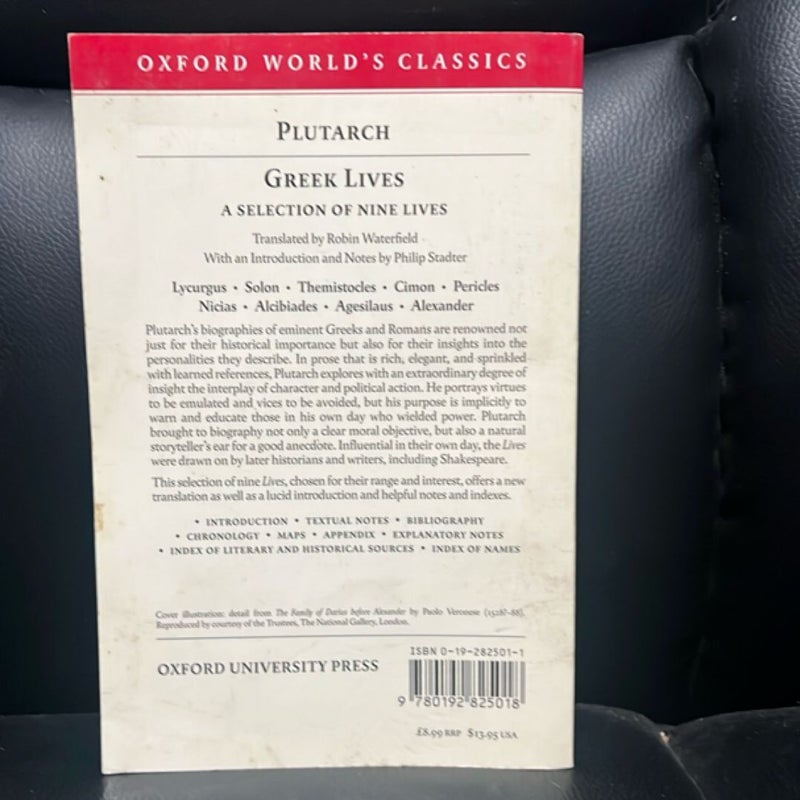 OXFORD WORLD'S CLASSICS
PLUTARCH
GREEK LIVES
A SELECTION OF NINE LIVES
Translated by Robin Waterfield
With an Introduction and Notes by Philip Stadter
Lycurgus • Solon • Themistocles • Cimon • Pericles
Nicias • Alcibiades • Agesilaus • Alexander
Plutarch's biographies of eminent Greeks and Romans are renowned not
just for their historical importance but also for their insights into the
personalities they describe. In prose that is rich, elegant, and sprinkled
with learned references, Plutarch explores with an extraordinary degree of
insight the interplay of character and political action. He portrays virtues
to be emulated and vices to be avoided, but his purpose is implicitly to
warn and educate those in his own day who wielded power. Plutarch
brought to biography not only a clear moral objective, but also a natural
storyteller's ear for a good anecdote. Influential in their own day, the Lives
were drawn on by later historians and writers, including Shakespeare.
This selection of nine Lives, chosen for their range and interest, offers a new
translation as well as a lucid introduction and helpful notes and indexes.
• INTRODUCTION • TEXTUAL NOTES • BIBLIOGRAPHY
• CHRONOLOGY • MAPS • APPENDIX • EXPLANATORY NOTES
• INDEX OF LITERARY AND HISTORICAL SOURCES • INDEX OF NAMES
Cover illustration: detail from The Family of Darius before Alexander by Paolo Veronese (1528?-88).
Reproduced by courtesy of the Trustees, The National Gallery, London.
OXFORD UNIVERSITY PRESS
ISBN 0-19-282501-1
9 780192 825018
£8.99 RRP $13.95 USA